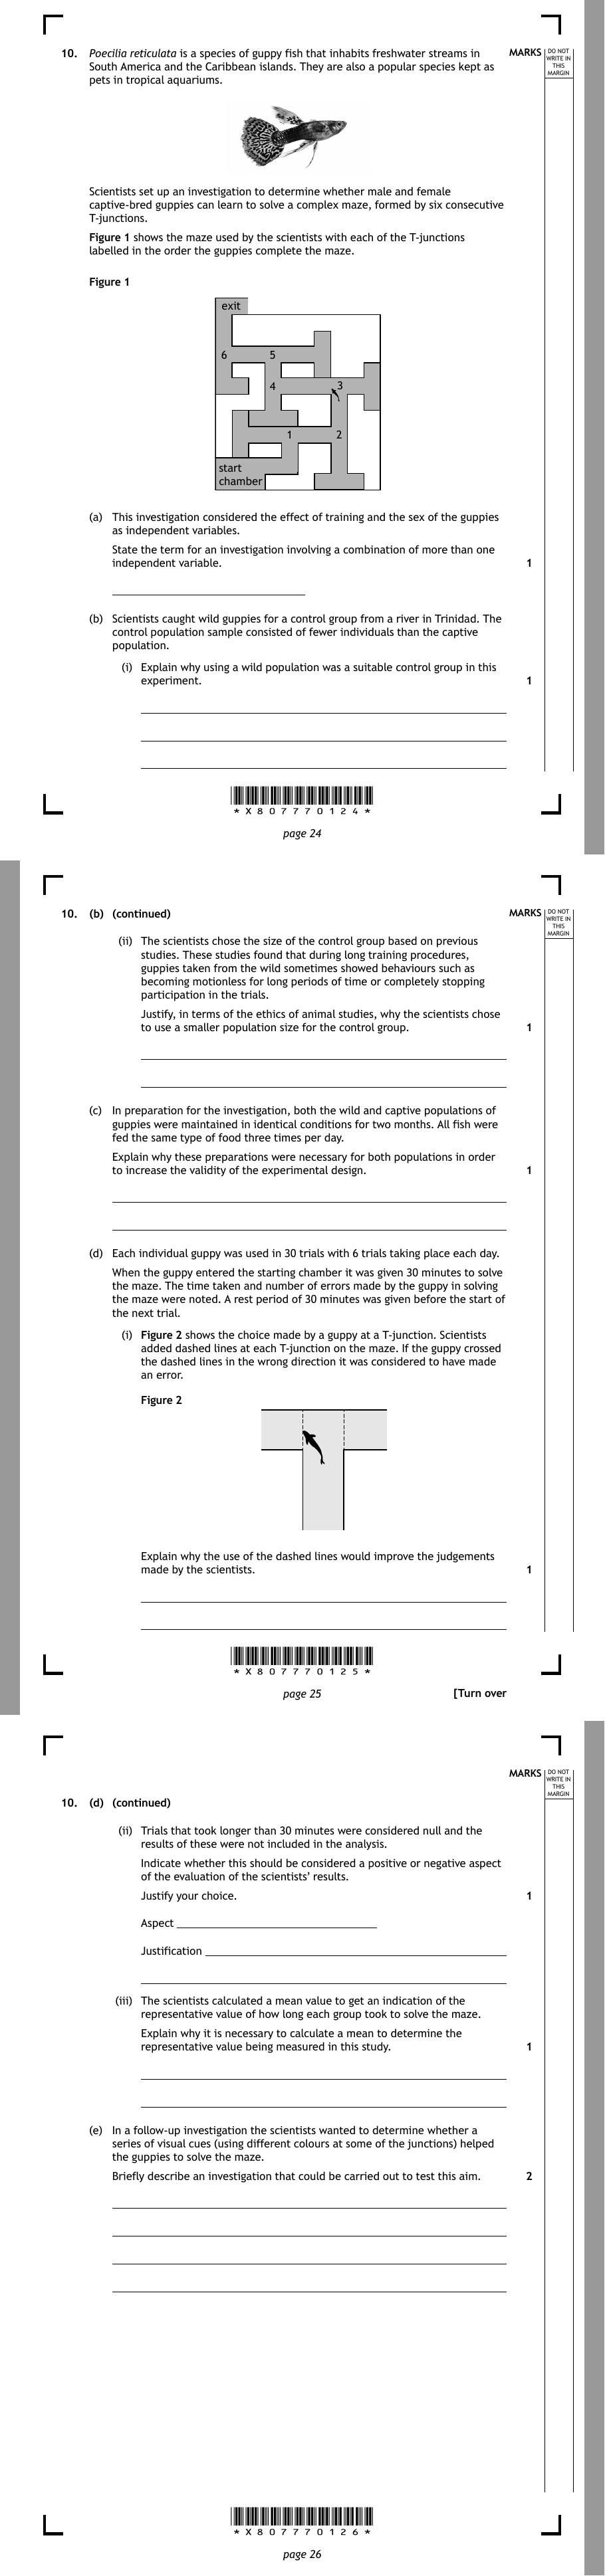 MARKS
DO NOT
WRITE IN
THIS
MARGIN
10. Poecilia reticulata is a species of guppy fish that inhabits freshwater streams in
South America and the Caribbean islands. They are also a popular species kept as
pets in tropical aquariums.
Scientists set up an investigation to determine whether male and female
captive-bred guppies can learn to solve a complex maze, formed by six consecutive
T-junctions.
Figure 1 shows the maze used by the scientists with each of the T-junctions
labelled in the order the guppies complete the maze.
Figure 1
exit
6 5
4 3
1 2
start
chamber
(a) This investigation considered the effect of training and the sex of the guppies
as independent variables.
State the term for an investigation involving a combination of more than one
independent variable. 1
(b) Scientists caught wild guppies for a control group from a river in Trinidad. The
control population sample consisted of fewer individuals than the captive
population.
(i) Explain why using a wild population was a suitable control group in this
experiment. 1
* X 8 0 7 7 7 0 1 2 4 *
page 24
MARKS
DO NOT
WRITE IN
THIS
MARGIN
10. (b) (continued)
(ii) The scientists chose the size of the control group based on previous
studies. These studies found that during long training procedures,
guppies taken from the wild sometimes showed behaviours such as
becoming motionless for long periods of time or completely stopping
participation in the trials.
Justify, in terms of the ethics of animal studies, why the scientists chose
to use a smaller population size for the control group. 1
(c) In preparation for the investigation, both the wild and captive populations of
guppies were maintained in identical conditions for two months. All fish were
fed the same type of food three times per day.
Explain why these preparations were necessary for both populations in order
to increase the validity of the experimental design. 1
(d) Each individual guppy was used in 30 trials with 6 trials taking place each day.
When the guppy entered the starting chamber it was given 30 minutes to solve
the maze. The time taken and number of errors made by the guppy in solving
the maze were noted. A rest period of 30 minutes was given before the start of
the next trial.
(i) Figure 2 shows the choice made by a guppy at a T-junction. Scientists
added dashed lines at each T-junction on the maze. If the guppy crossed
the dashed lines in the wrong direction it was considered to have made
an error.
Figure 2
Explain why the use of the dashed lines would improve the judgements
made by the scientists. 1
* X 8 0 7 7 7 0 1 2 5 *
page 25
[Turn over
MARKS
DO NOT
WRITE IN
THIS
MARGIN
10. (d) (continued)
(ii) Trials that took longer than 30 minutes were considered null and the
results of these were not included in the analysis.
Indicate whether this should be considered a positive or negative aspect
of the evaluation of the scientists' results.
Justify your choice. 1
Aspect
Justification
(iii) The scientists calculated a mean value to get an indication of the
representative value of how long each group took to solve the maze.
Explain why it is necessary to calculate a mean to determine the
representative value being measured in this study. 1
(e) In a follow-up investigation the scientists wanted to determine whether a
series of visual cues (using different colours at some of the junctions) helped
the guppies to solve the maze.
Briefly describe an investigation that could be carried out to test this aim. 2
* X 8 0 7 7 7 0 1 2 6 *
page 26